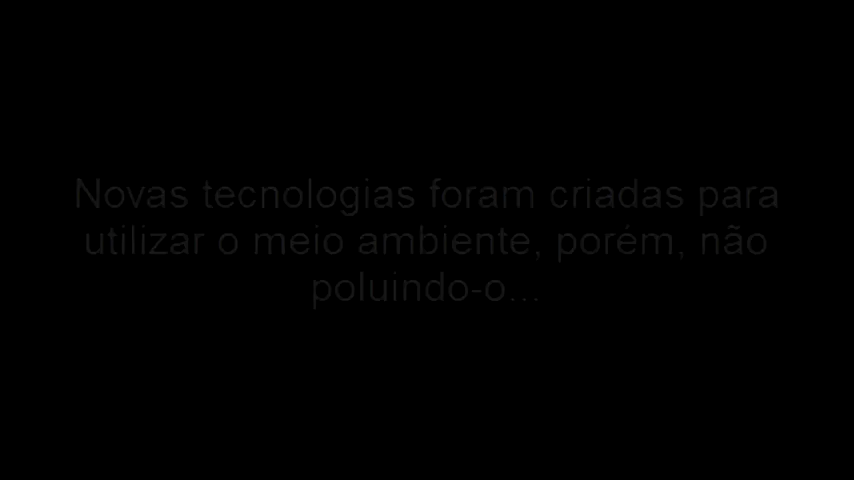 Novas tecnologias foram criadas para
utilizar o meio ambiente, porém, não
poluindo-o...